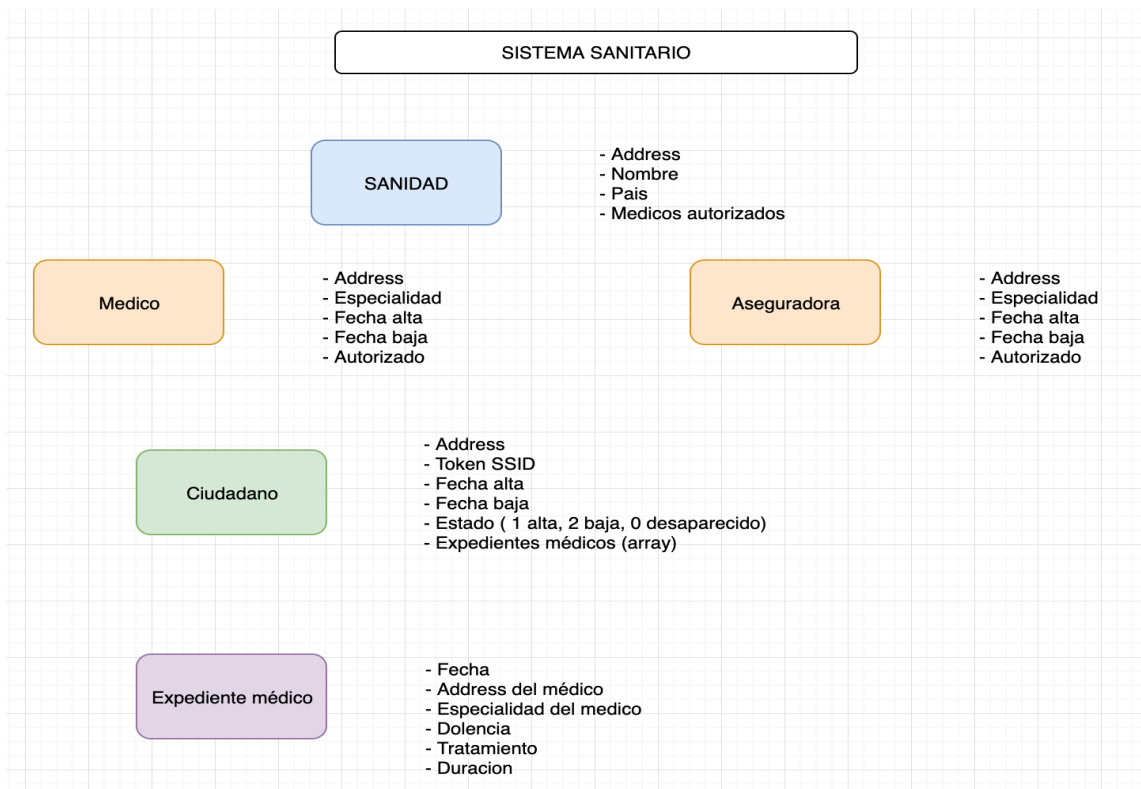 SISTEMA SANITARIO
SANIDAD
- Address
- Nombre
- Pais
- Medicos autorizados
Medico
- Address
- Especialidad
- Fecha alta
- Fecha baja
- Autorizado
Aseguradora
- Address
- Especialidad
- Fecha alta
- Fecha baja
- Autorizado
Ciudadano
- Address
- Token SSID
- Fecha alta
- Fecha baja
- Estado ( 1 alta, 2 baja, 0 desaparecido)
- Expedientes médicos (array)
Expediente médico
- Fecha
- Address del médico
- Especialidad del medico
- Dolencia
- Tratamiento
- Duracion